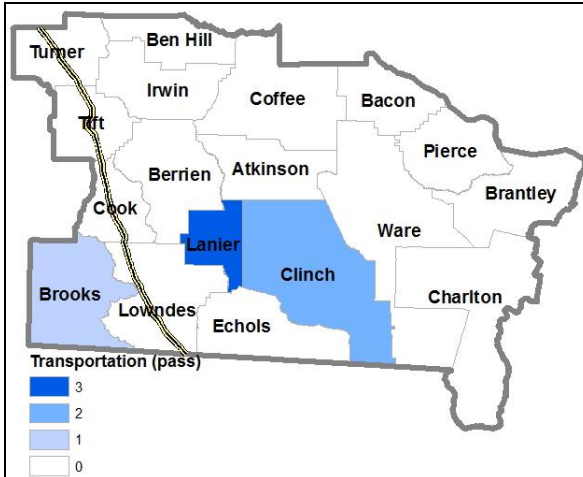 Turner
Ben Hill
Irwin
Coffee
Bacon
Tift
Pierce
Berrien
Atkinson
Brantley
Cook
Ware
Lanier
Clinch
Brooks
Charlton
Lowndes
Echols
Transportation (pass)
3
2
1
0